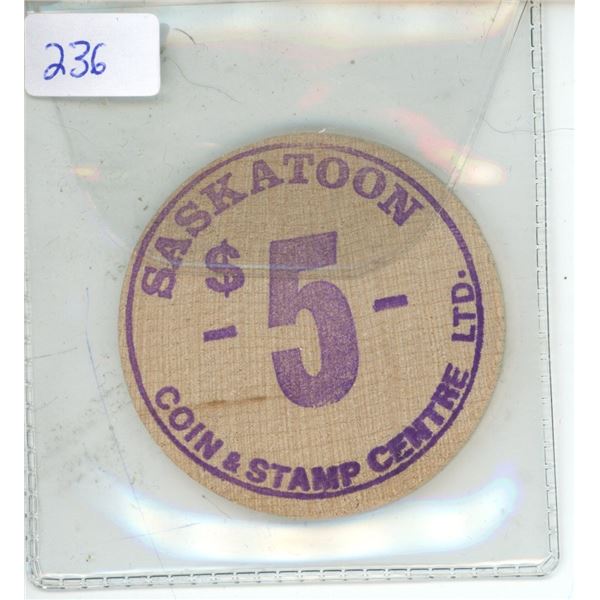 236
SASKATOON
- $5 -
COIN & STAMP CENTRE LTD.